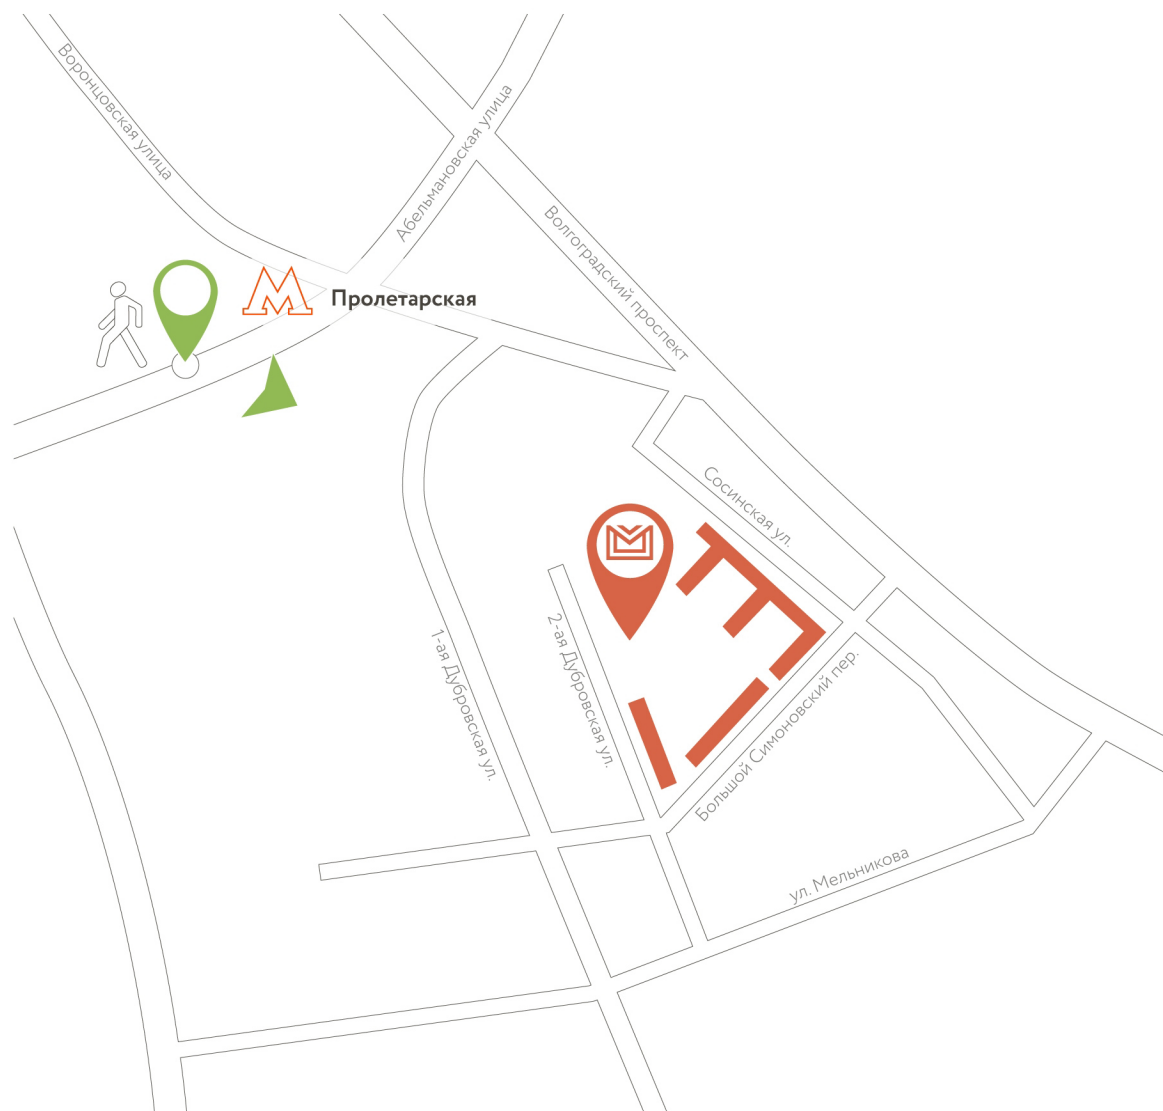 Воронцовская улица
Абельмановская улица
Волгоградский проспект
Пролетарская
Сосинская ул.
1-ая Дубровская ул.
2-ая Дубровская ул.
Большой Симоновский пер.
ул. Мельникова